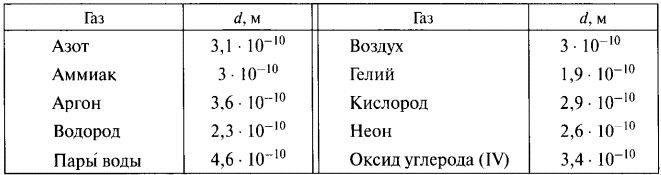 Газ d, м Газ d, м
Азот 3,1 · 10⁻¹⁰ Воздух 3 · 10⁻¹⁰
Аммиак 3 · 10⁻¹⁰ Гелий 1,9 · 10⁻¹⁰
Аргон 3,6 · 10⁻¹⁰ Кислород 2,9 · 10⁻¹⁰
Водород 2,3 · 10⁻¹⁰ Неон 2,6 · 10⁻¹⁰
Пары́ воды 4,6 · 10⁻¹⁰ Оксид углерода (IV) 3,4 · 10⁻¹⁰